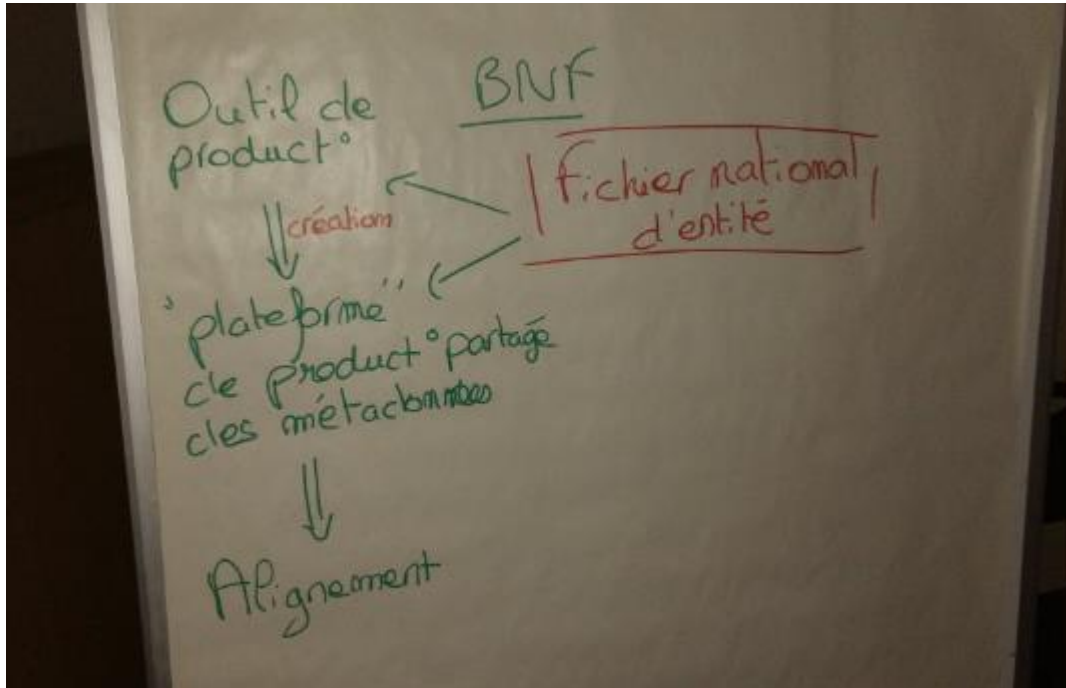 BNF
Outil de
product°
création
fichier national
d'entité
"plateforme"
de product° partagé
des métadonnées
Alignement